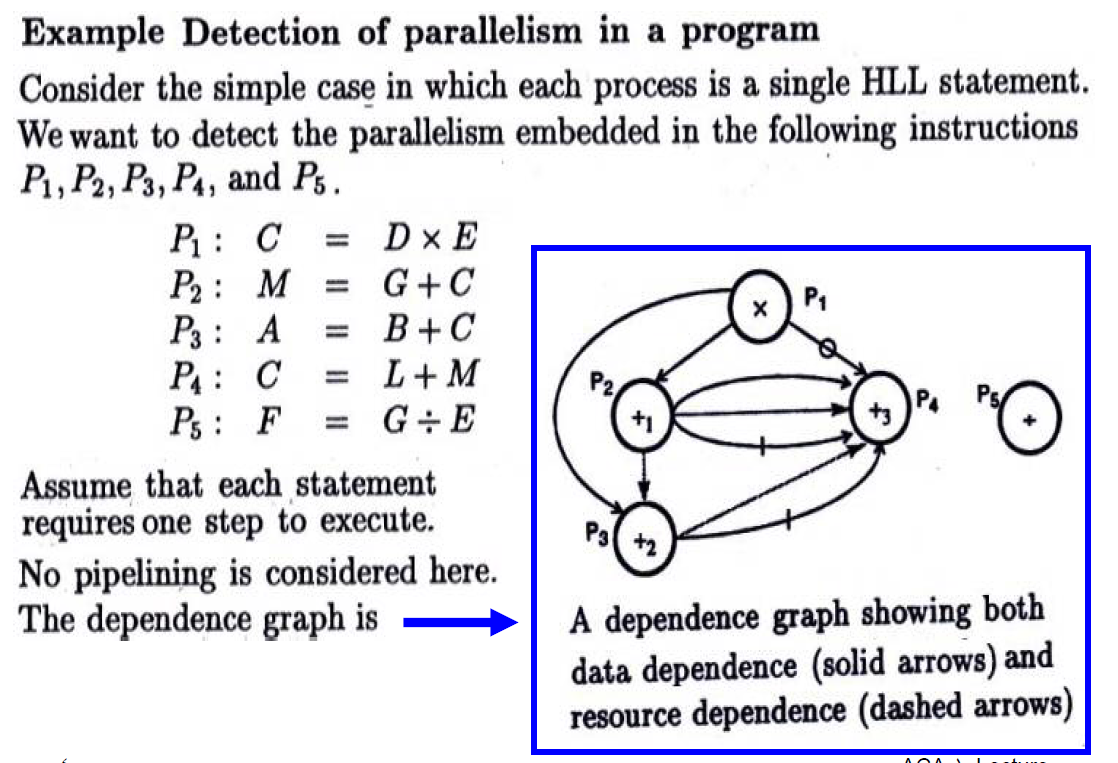 Example Detection of parallelism in a program
Consider the simple case in which each process is a single HLL statement.
We want to detect the parallelism embedded in the following instructions
P₁, P₂, P₃, P₄, and P₅.
P₁ : C = D × E
P₂ : M = G + C
P₃ : A = B + C
P₄ : C = L + M
P₅ : F = G ÷ E
Assume that each statement
requires one step to execute.
No pipelining is considered here.
The dependence graph is
× P₁
P₂ +₁
+₃ P₄
P₅ +
P₃ +₂
A dependence graph showing both
data dependence (solid arrows) and
resource dependence (dashed arrows)